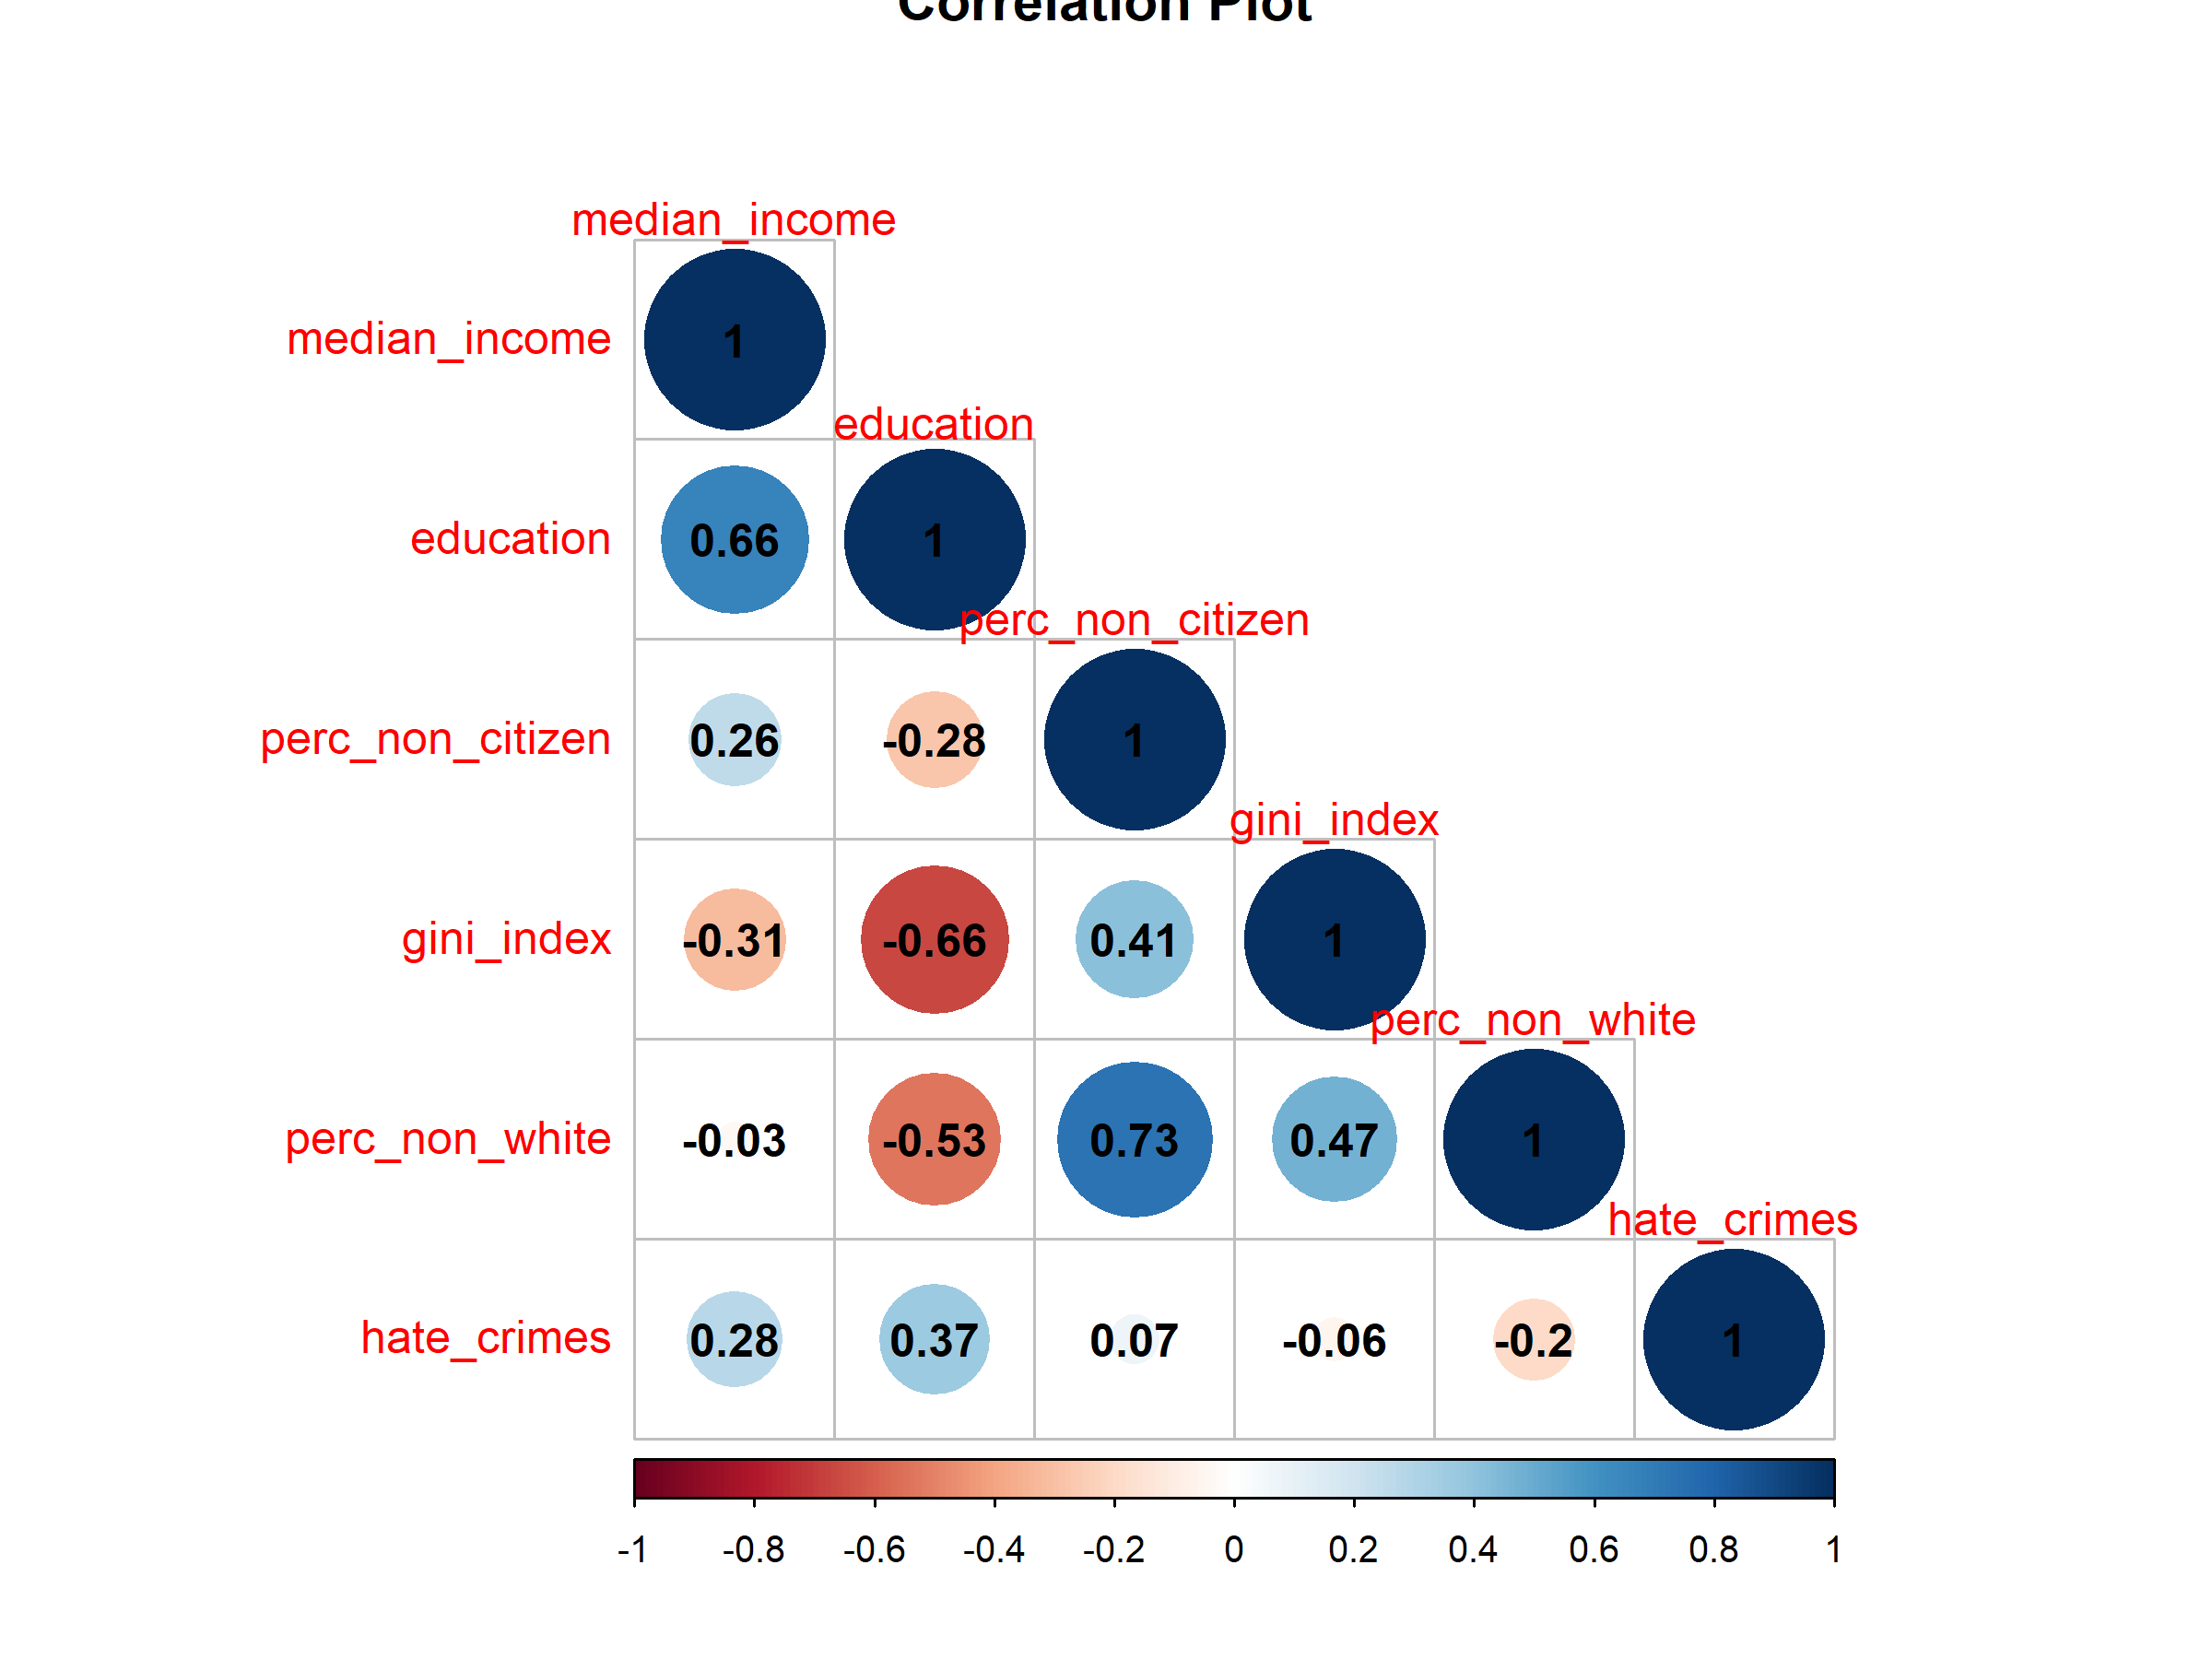 Correlation Plot
median_income
median_income 1
education
education 0.66 1
perc_non_citizen
perc_non_citizen 0.26 -0.28 1
gini_index
gini_index -0.31 -0.66 0.41 1
perc_non_white
perc_non_white -0.03 -0.53 0.73 0.47 1
hate_crimes
hate_crimes 0.28 0.37 0.07 -0.06 -0.2 1
-1 -0.8 -0.6 -0.4 -0.2 0 0.2 0.4 0.6 0.8 1